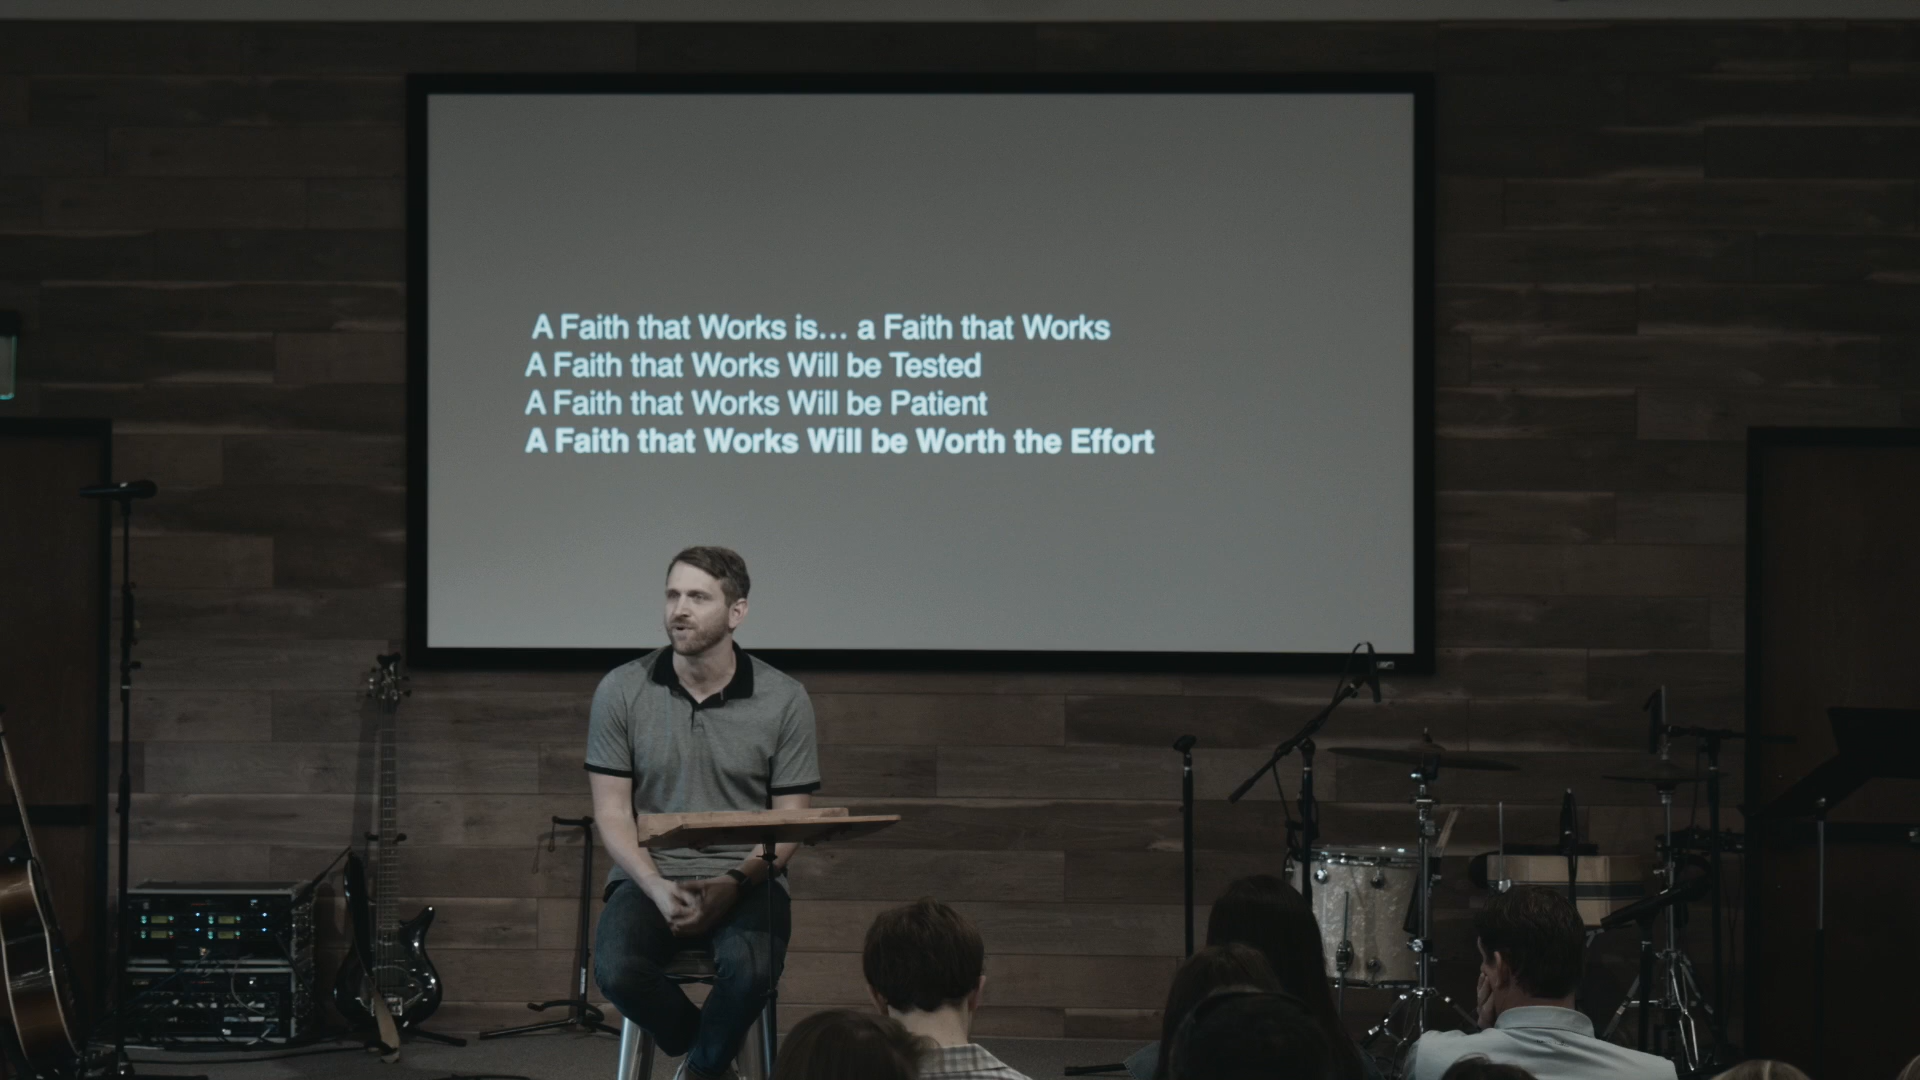 A Faith that Works is... a Faith that Works
A Faith that Works Will be Tested
A Faith that Works Will be Patient
A Faith that Works Will be Worth the Effort